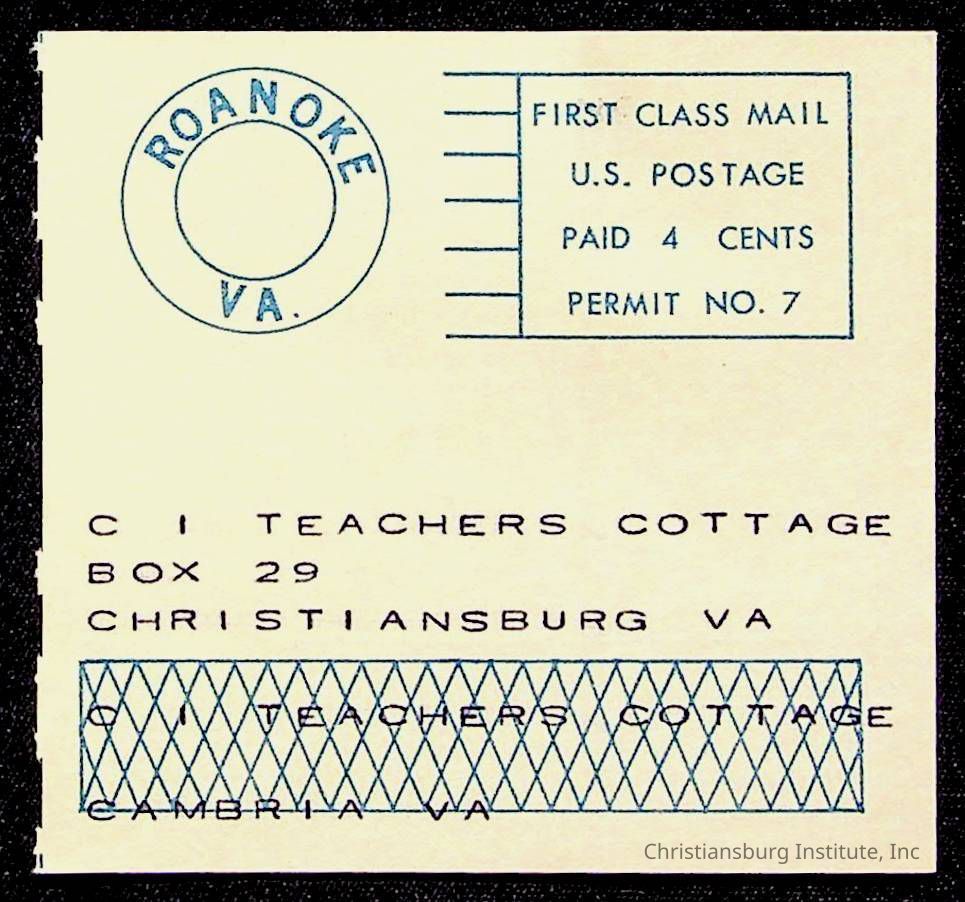 ROANOKE
VA.
FIRST CLASS MAIL
U.S. POSTAGE
PAID 4 CENTS
PERMIT NO. 7
C I TEACHERS COTTAGE
BOX 29
CHRISTIANSBURG VA
C I TEACHERS COTTAGE
CAMBRIA VA
Christiansburg Institute, Inc